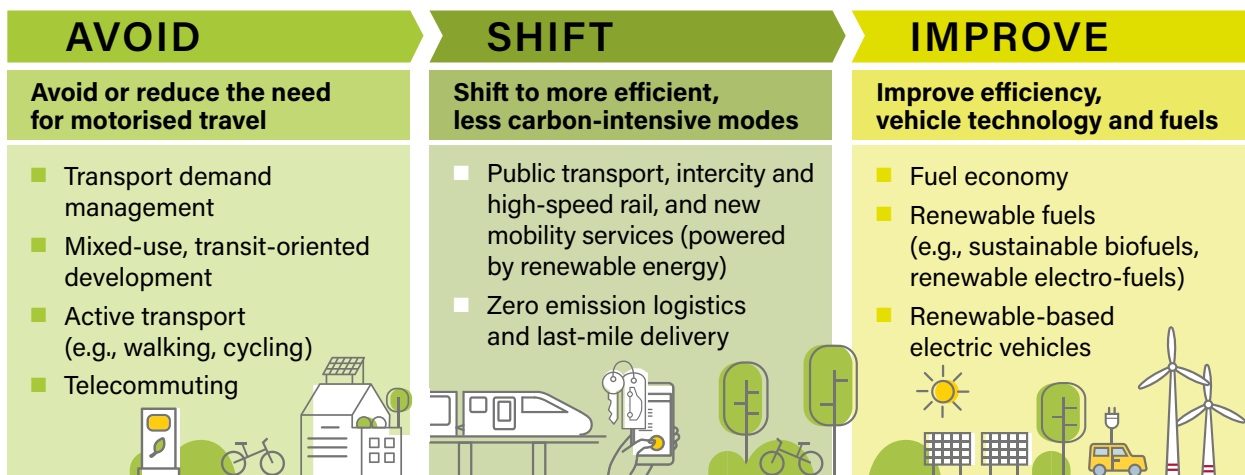 AVOID
Avoid or reduce the need
for motorised travel
Transport demand
management
Mixed-use, transit-oriented
development
Active transport
(e.g., walking, cycling)
Telecommuting
SHIFT
Shift to more efficient,
less carbon-intensive modes
Public transport, intercity and
high-speed rail, and new
mobility services (powered
by renewable energy)
Zero emission logistics
and last-mile delivery
IMPROVE
Improve efficiency,
vehicle technology and fuels
Fuel economy
Renewable fuels
(e.g., sustainable biofuels,
renewable electro-fuels)
Renewable-based
electric vehicles